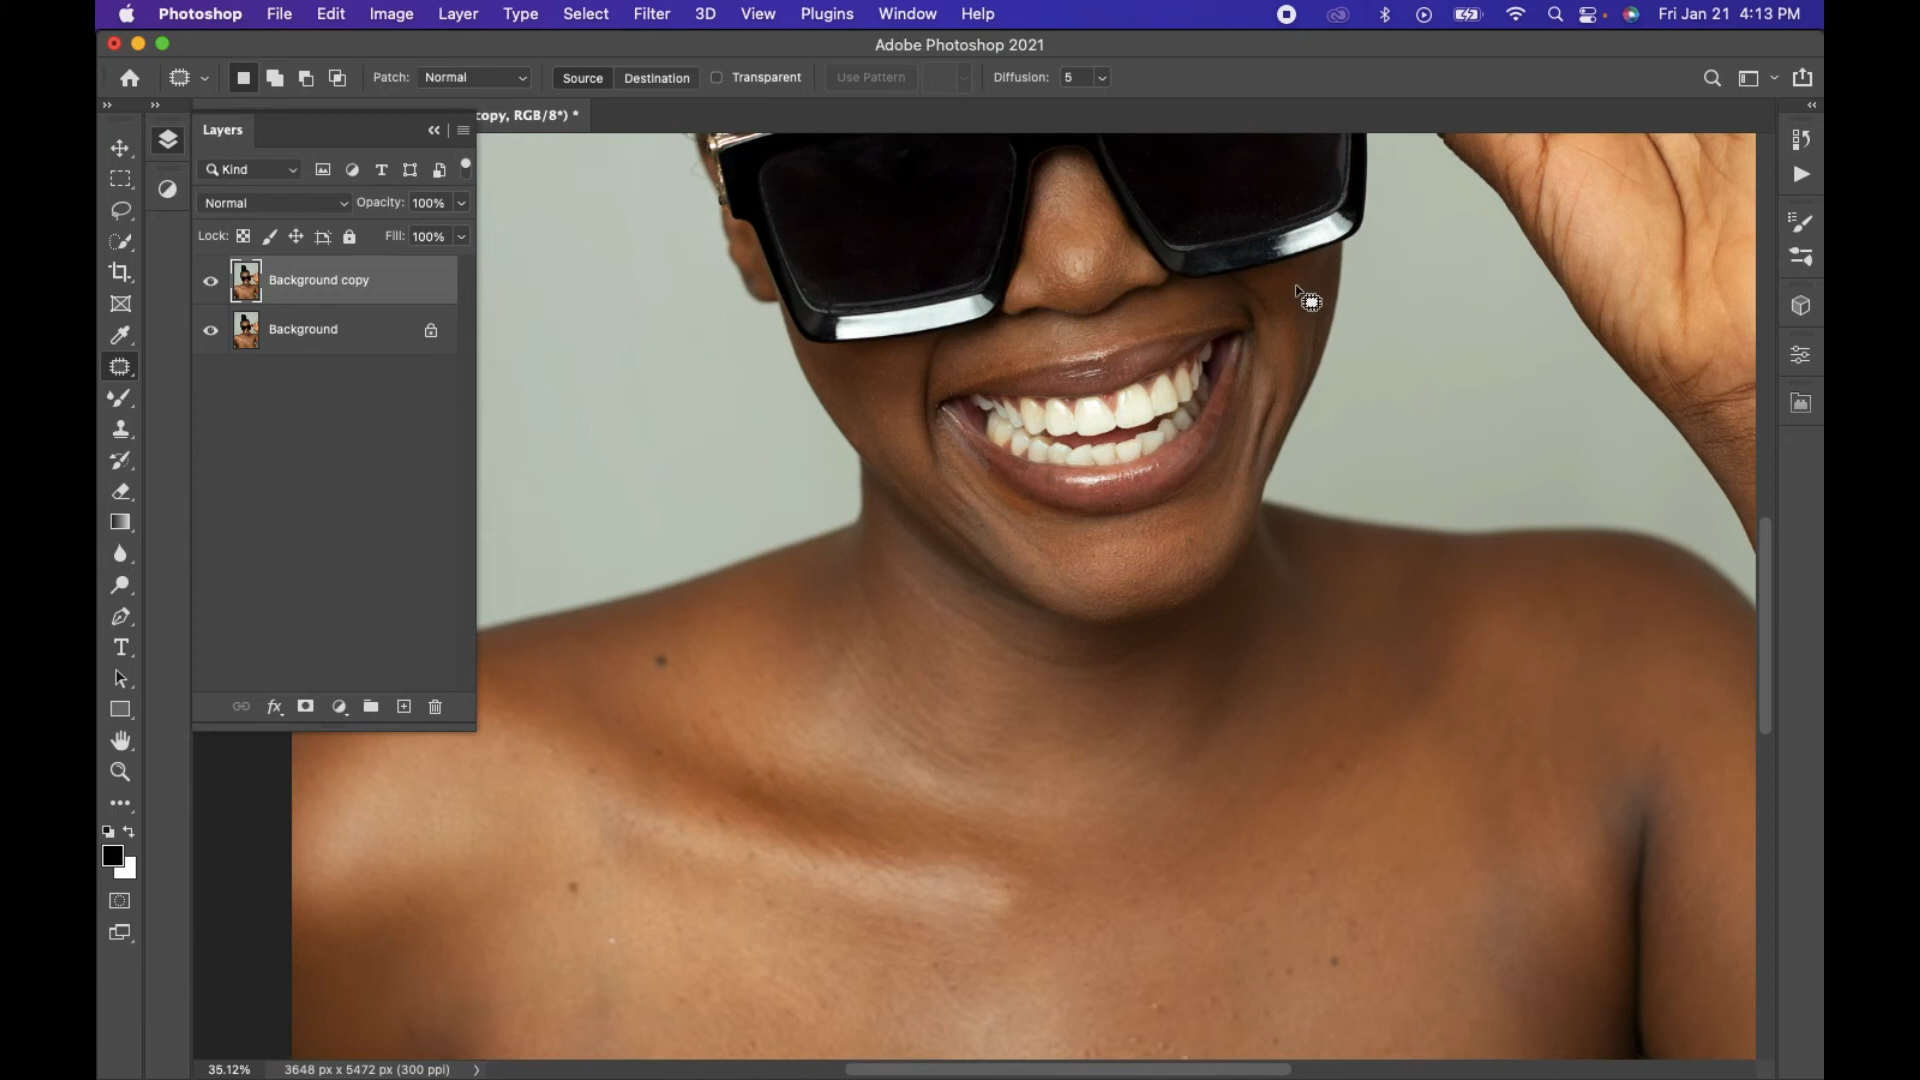 Photoshop File Edit Image Layer Type Select Filter 3D View Plugins Window Help Fri Jan 21 4:13 PM
Adobe Photoshop 2021
Patch: Normal Source Destination Transparent Use Pattern Diffusion: 5
copy, RGB/8*) *
Layers
Kind
Normal Opacity: 100%
Lock: Fill: 100%
Background copy
Background
35.12% 3648 px x 5472 px (300 ppi)